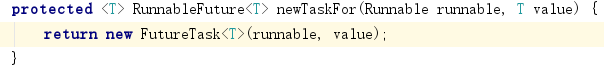 protected <T> RunnableFuture<T> newTaskFor(Runnable runnable, T value) {
    return new FutureTask<T>(runnable, value);
}